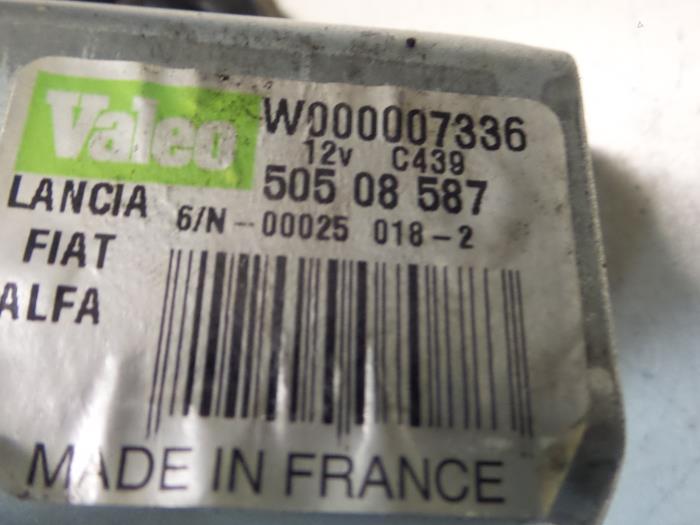 Valeo W000007336
12v C439
505 08 587
LANCIA 6/N-00025 018-2
FIAT
ALFA
MADE IN FRANCE